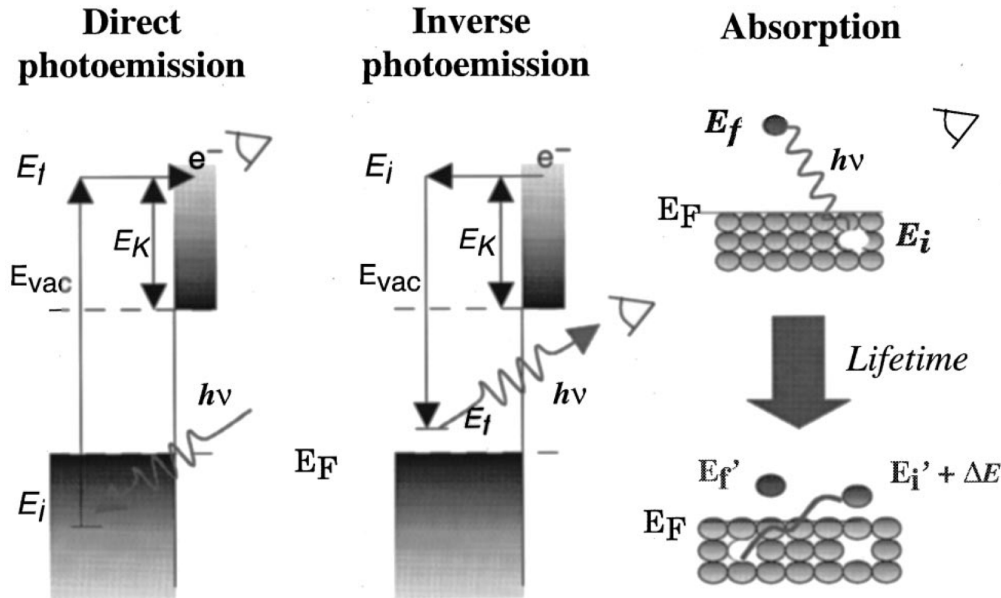 Direct
photoemission
E_f
e⁻
E_K
E_vac
hν
E_i
Inverse
photoemission
E_i
e⁻
E_K
E_vac
hν
E_f
E_F
Absorption
E_f
hν
E_F
E_i
Lifetime
E_f'
E_i' + ΔE
E_F